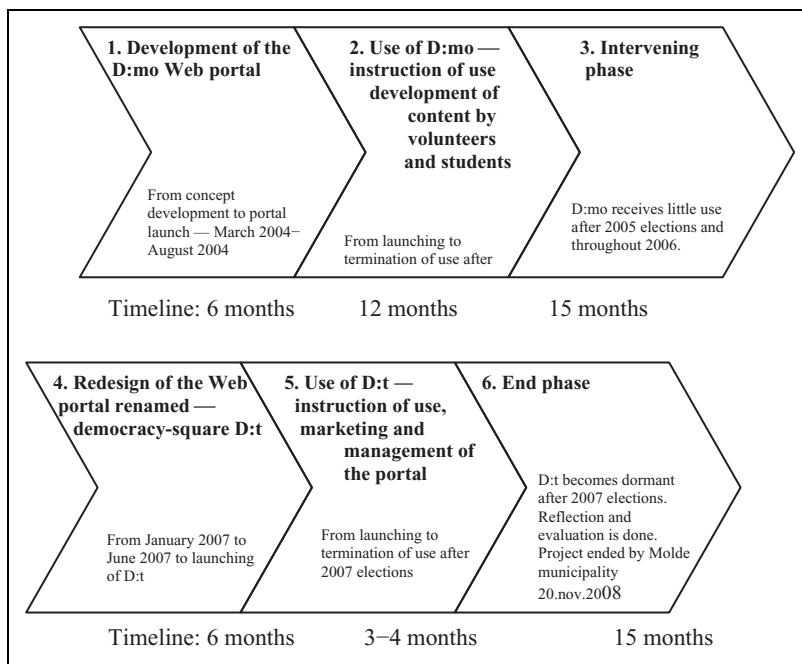 1. Development of the
D:mo Web portal
From concept
development to portal
launch — March 2004–
August 2004
2. Use of D:mo —
instruction of use
development of
content by
volunteers
and students
From launching to
termination of use after
3. Intervening
phase
D:mo receives little use
after 2005 elections and
throughout 2006.
Timeline: 6 months
12 months
15 months
4. Redesign of the Web
portal renamed —
democracy-square D:t
From January 2007 to
June 2007 to launching
of D:t
5. Use of D:t —
instruction of use,
marketing and
management of
the portal
From launching to
termination of use after
2007 elections
6. End phase
D:t becomes dormant
after 2007 elections.
Reflection and
evaluation is done.
Project ended by Molde
municipality
20.nov.2008
Timeline: 6 months
3–4 months
15 months